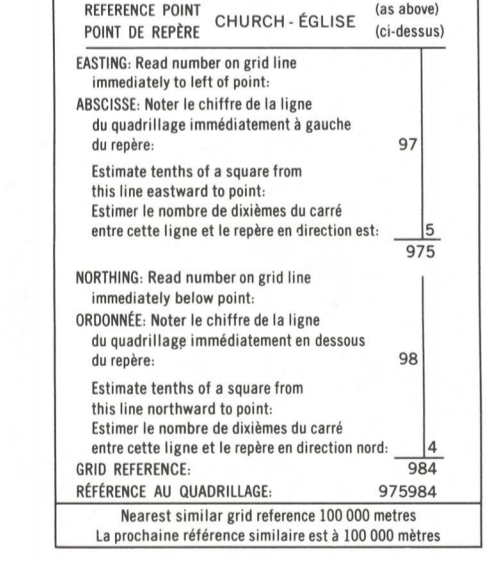 REFERENCE POINT CHURCH - ÉGLISE (as above)
POINT DE REPÈRE (ci-dessus)
EASTING: Read number on grid line
immediately to left of point:
ABSCISSE: Noter le chiffre de la ligne
du quadrillage immédiatement à gauche
du repère: 97
Estimate tenths of a square from
this line eastward to point:
Estimer le nombre de dixièmes du carré
entre cette ligne et le repère en direction est: 5
975
NORTHING: Read number on grid line
immediately below point:
ORDONNÉE: Noter le chiffre de la ligne
du quadrillage immédiatement en dessous
du repère: 98
Estimate tenths of a square from
this line northward to point:
Estimer le nombre de dixièmes du carré
entre cette ligne et le repère en direction nord: 4
GRID REFERENCE: 984
RÉFÉRENCE AU QUADRILLAGE: 975984
Nearest similar grid reference 100 000 metres
La prochaine référence similaire est à 100 000 mètres